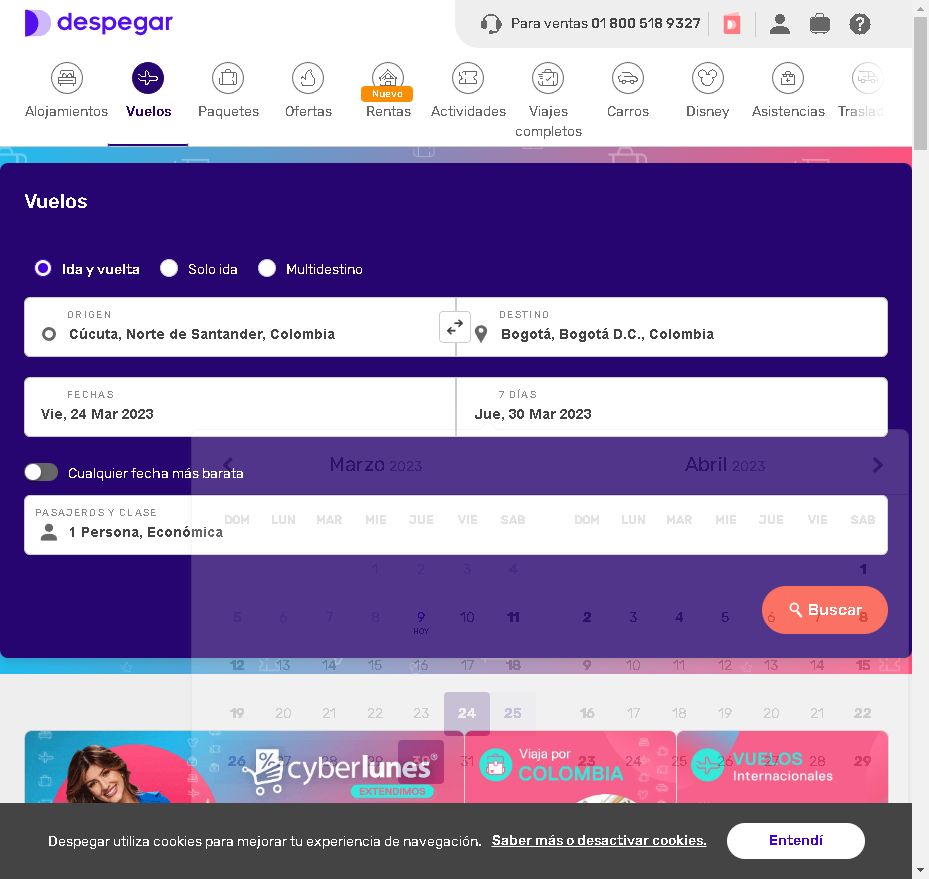 despegar
Para ventas 01 800 518 9327
Alojamientos
Vuelos
Paquetes
Ofertas
Nuevo
Rentas
Actividades
Viajes
completos
Carros
Disney
Asistencias
Traslad
Vuelos
Ida y vuelta
Solo ida
Multidestino
ORIGEN
Cúcuta, Norte de Santander, Colombia
DESTINO
Bogotá, Bogotá D.C., Colombia
FECHAS
Vie, 24 Mar 2023
7 DÍAS
Jue, 30 Mar 2023
Cualquier fecha más barata
Marzo 2023
Abril 2023
PASAJEROS Y CLASE
1 Persona, Económica
DOM LUN MAR MIE JUE VIE SAB DOM LUN MAR MIE JUE VIE SAB
1 2 3 4 1
5 6 7 8 9 10 11 2 3 4 5 6 7 8
HOY
Buscar
12 13 14 15 16 17 18 9 10 11 12 13 14 15
19 20 21 22 23 24 25 16 17 18 19 20 21 22
26 27 28 29 30 31 23 24 25 26 27 28 29
cyberlunes
EXTENDIMOS
Viaja por
COLOMBIA
VUELOS
Internacionales
Despegar utiliza cookies para mejorar tu experiencia de navegación. Saber más o desactivar cookies.
Entendí